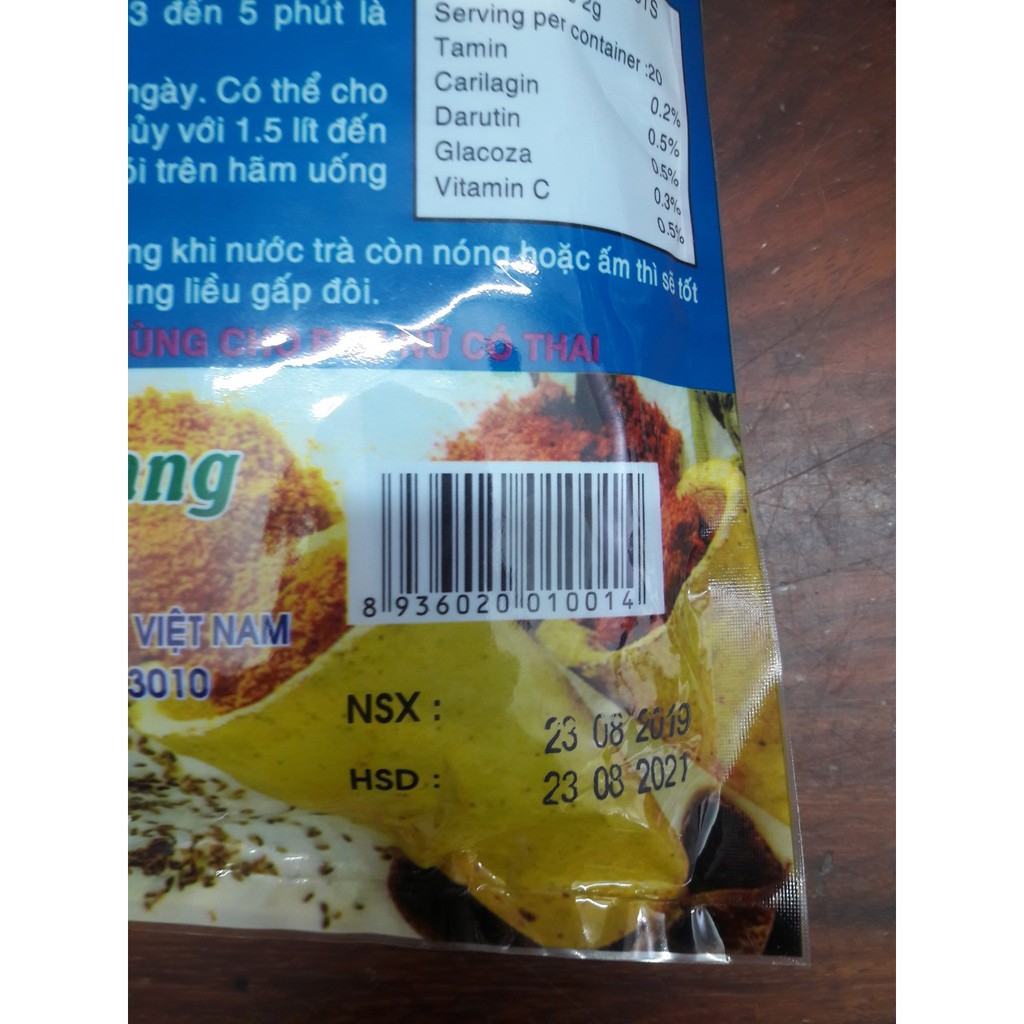 3 đến 5 phút là
ngày. Có thể cho
ủy với 1.5 lít đến
trên hãm uống
khi nước trà còn nóng hoặc ấm thì sẽ tốt
liều gấp đôi.
2g
Serving per container :20
Tamin 0.2%
Carilagin 0.5%
Darutin 0.5%
Glacoza 0.3%
Vitamin C 0.5%
ÙNG CHO PHỤ NỮ CÓ THAI
ang
8 936020 010014
VIỆT NAM
3010
NSX : 23 08 2019
HSD : 23 08 2021